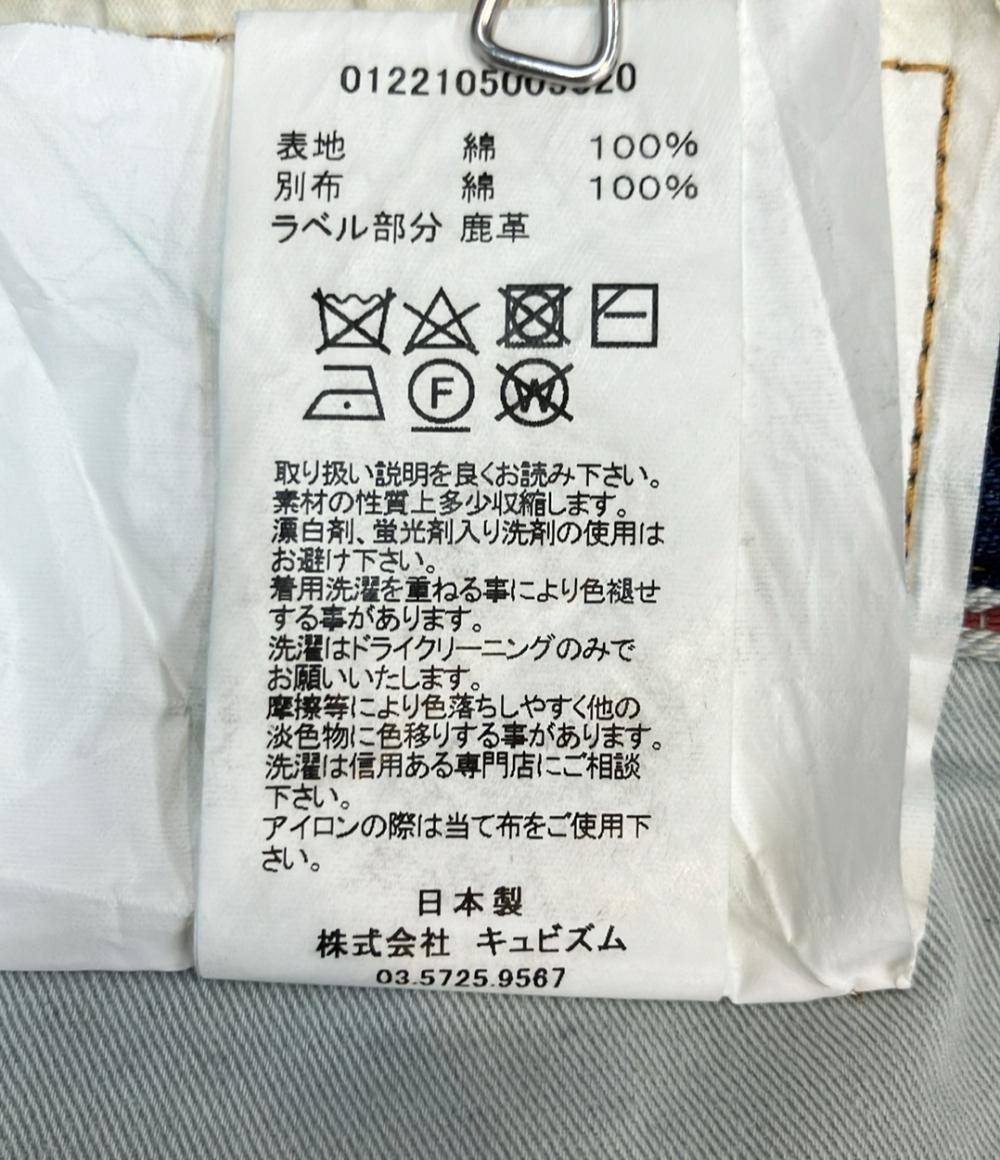 表地 綿 100%
別布 綿 100%
ラベル部分 鹿革
F
W
取り扱い説明を良くお読み下さい。
素材の性質上多少収縮します。
漂白剤、蛍光剤入り洗剤の使用は
お避け下さい。
着用洗濯を重ねる事により色褪せ
する事があります。
洗濯はドライクリーニングのみで
お願いいたします。
摩擦等により色落ちしやすく他の
淡色物に色移りする事があります。
洗濯は信用ある専門店にご相談
下さい。
アイロンの際は当て布をご使用下
さい。
日本製
株式会社 キュビズム
03.5725.9567